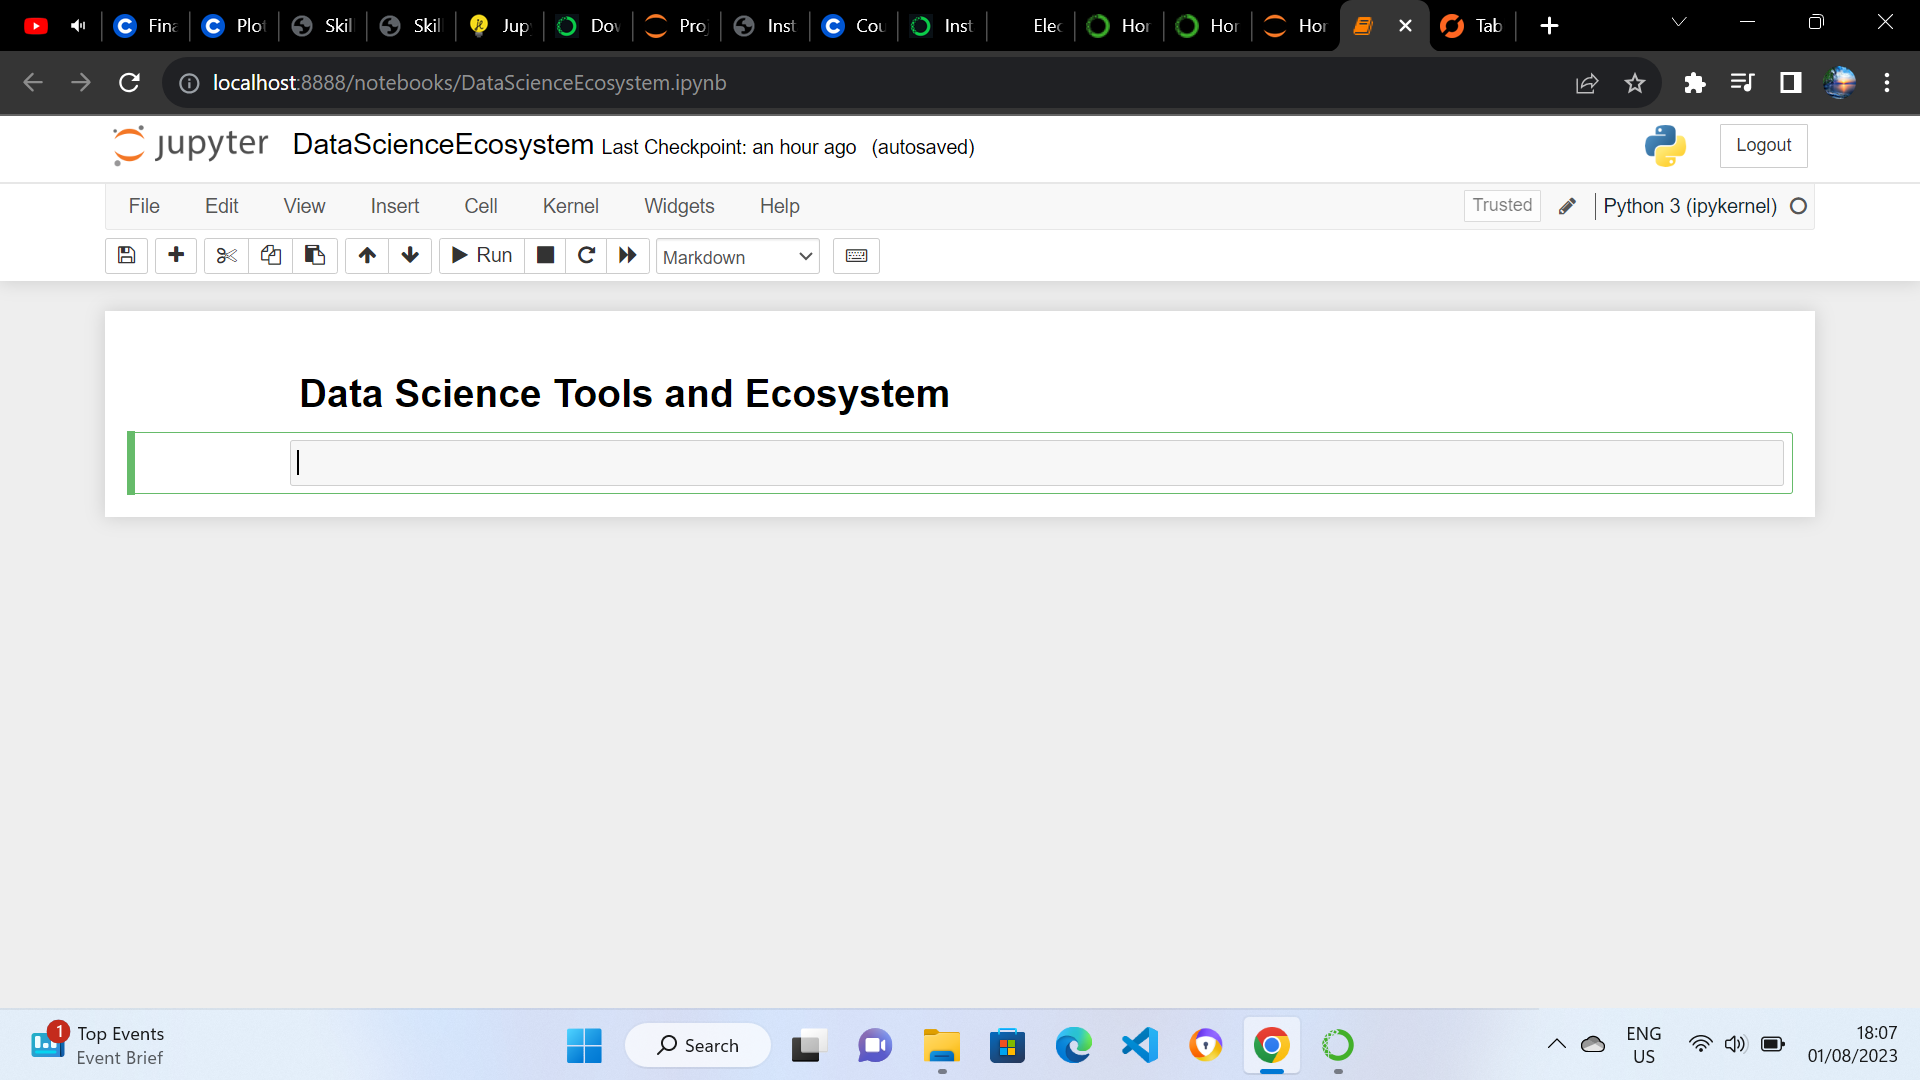 Fina
Plot
Skil
Skil
Jup
Dov
Pro
Inst
Cou
Inst
Elec
Hor
Hor
Hor
Tab
localhost:8888/notebooks/DataScienceEcosystem.ipynb
jupyter DataScienceEcosystem Last Checkpoint: an hour ago (autosaved)
Logout
File Edit View Insert Cell Kernel Widgets Help
Trusted Python 3 (ipykernel)
Run Markdown
Data Science Tools and Ecosystem
1
Top Events
Event Brief
Search
ENG
US
18:07
01/08/2023